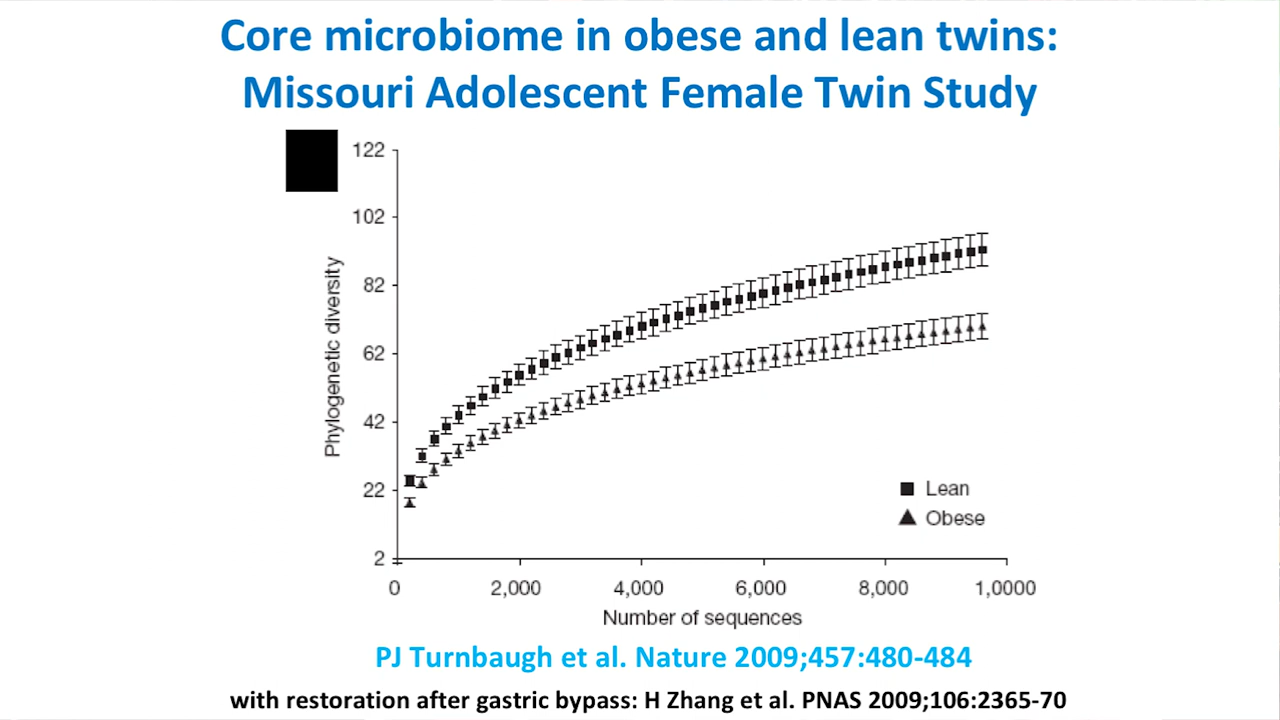 Core microbiome in obese and lean twins:
Missouri Adolescent Female Twin Study
122
102
82
62
42
22
2
Phylogenetic diversity
Lean
Obese
0 2,000 4,000 6,000 8,000 1,0000
Number of sequences
PJ Turnbaugh et al. Nature 2009;457:480-484
with restoration after gastric bypass: H Zhang et al. PNAS 2009;106:2365-70